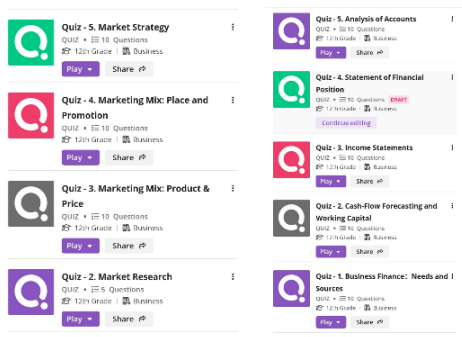 Quiz - 5. Market Strategy
QUIZ • 10 Questions
12th Grade | Business
Play Share
Quiz - 4. Marketing Mix: Place and
Promotion
QUIZ • 10 Questions
12th Grade | Business
Play Share
Quiz - 3. Marketing Mix: Product &
Price
QUIZ • 10 Questions
12th Grade | Business
Play Share
Quiz - 2. Market Research
QUIZ • 5 Questions
12th Grade | Business
Play Share
Quiz - 5. Analysis of Accounts
QUIZ • 10 Questions
12th Grade | Business
Play Share
Quiz - 4. Statement of Financial
Position
QUIZ • 10 Questions DRAFT
12th Grade | Business
Continue editing
Quiz - 3. Income Statements
QUIZ • 10 Questions
12th Grade | Business
Play Share
Quiz - 2. Cash-Flow Forecasting and
Working Capital
QUIZ • 10 Questions
12th Grade | Business
Play Share
Quiz - 1. Business Finance: Needs and
Sources
QUIZ • 10 Questions
12th Grade | Business
Play Share